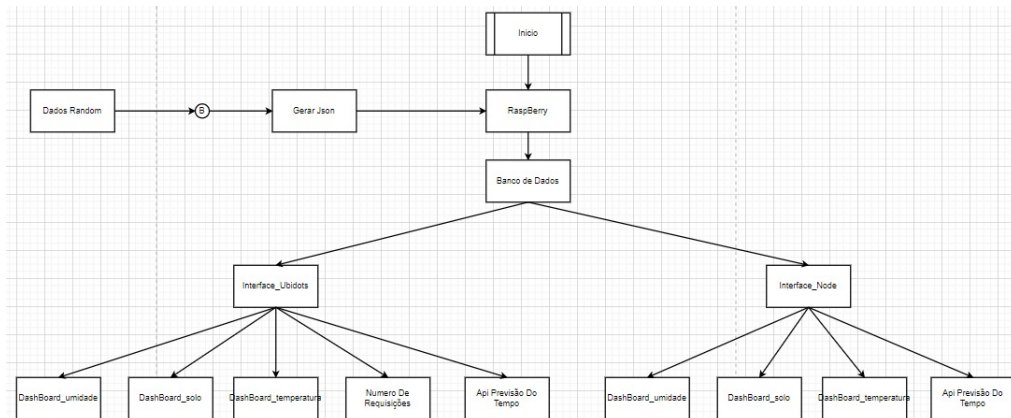 Inicio
Dados Random
B
Gerar Json
RaspBerry
Banco de Dados
Interface_Ubidots
Interface_Node
DashBoard_umidade
DashBoard_solo
DashBoard_temperatura
Numero De
Requisições
Api Previsão Do
Tempo
DashBoard_umidade
DashBoard_solo
DashBoard_temperatura
Api Previsão Do
Tempo